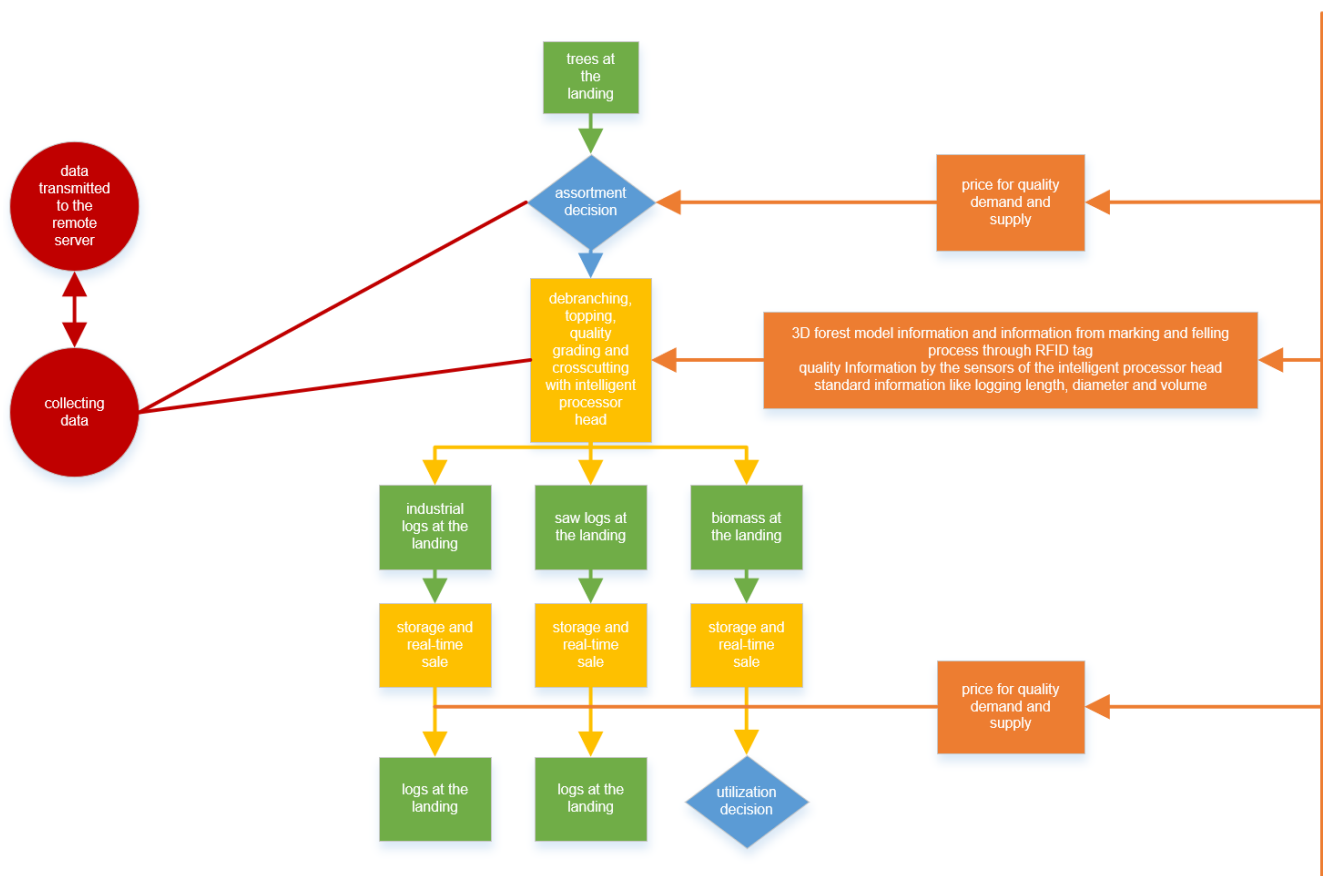 trees at
the
landing
data
transmitted
to the
remote
server
assortment
decision
price for quality
demand and
supply
debranching,
topping,
quality
grading and
crosscutting
with intelligent
processor
head
3D forest model information and information from marking and felling
process through RFID tag
quality Information by the sensors of the intelligent processor head
standard information like logging length, diameter and volume
collecting
data
industrial
logs at the
landing
saw logs at
the landing
biomass at
the landing
storage and
real-time
sale
storage and
real-time
sale
storage and
real-time
sale
price for quality
demand and
supply
logs at the
landing
logs at the
landing
utilization
decision